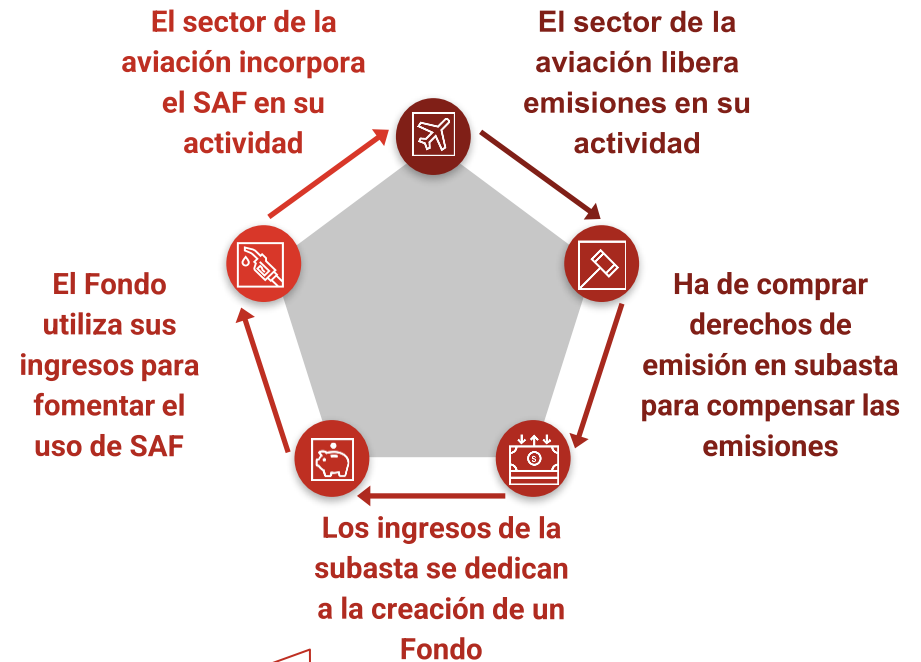 El sector de la
aviación incorpora
el SAF en su
actividad
El sector de la
aviación libera
emisiones en su
actividad
Ha de comprar
derechos de
emisión en subasta
para compensar las
emisiones
Los ingresos de la
subasta se dedican
a la creación de un
Fondo
El Fondo
utiliza sus
ingresos para
fomentar el
uso de SAF